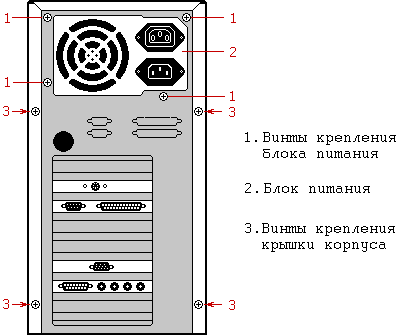 1 1
2
1 1
3 3
1.Винты крепления
блока питания
2.Блок питания
3.Винты крепления
крышки корпуса
3 3